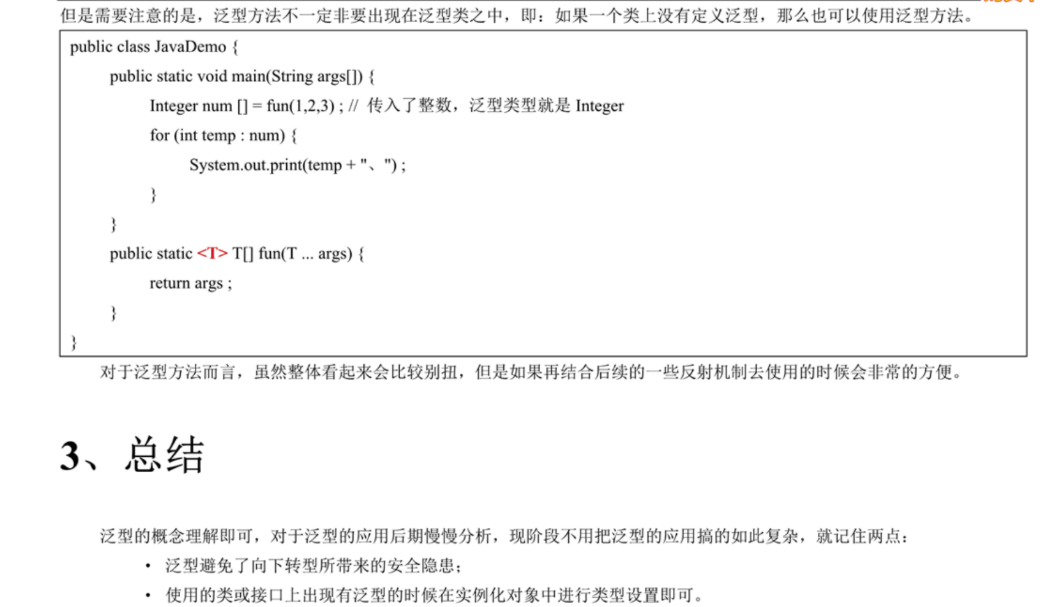 但是需要注意的是，泛型方法不一定非要出现在泛型类之中，即：如果一个类上没有定义泛型，那么也可以使用泛型方法。
public class JavaDemo {
public static void main(String args[]) {
Integer num [] = fun(1,2,3) ; // 传入了整数，泛型类型就是 Integer
for (int temp : num) {
System.out.print(temp + "、") ;
}
}
public static <T> T[] fun(T ... args) {
return args ;
}
}
对于泛型方法而言，虽然整体看起来会比较别扭，但是如果再结合后续的一些反射机制去使用的时候会非常的方便。
3、总结
泛型的概念理解即可，对于泛型的应用后期慢慢分析，现阶段不用把泛型的应用搞的如此复杂，就记住两点：
• 泛型避免了向下转型所带来的安全隐患；
• 使用的类或接口上出现有泛型的时候在实例化对象中进行类型设置即可。